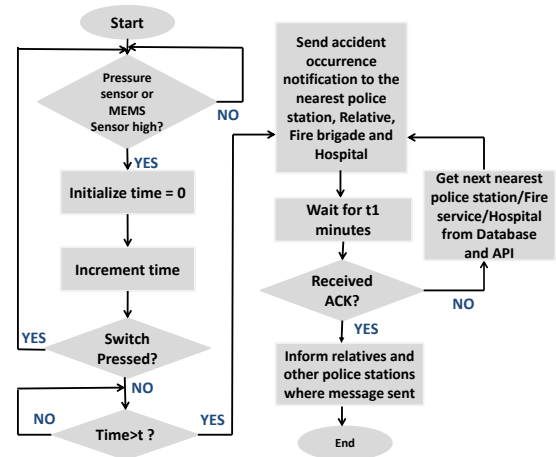 Start
Pressure
sensor or
MEMS
Sensor high?
NO
YES
Initialize time = 0
Increment time
Switch
Pressed?
YES
NO
Time>t ?
NO
YES
Send accident
occurrence
notification to the
nearest police
station, Relative,
Fire brigade and
Hospital
Wait for t1
minutes
Received
ACK?
NO
Get next nearest
police station/Fire
service/Hospital
from Database
and API
YES
Inform relatives and
other police stations
where message sent
End